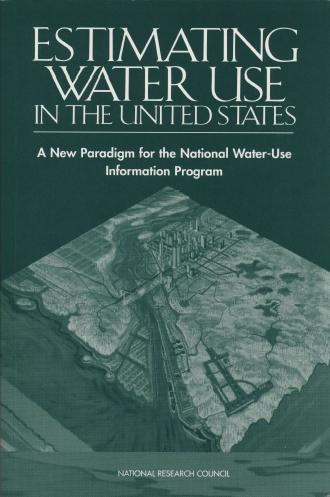 ESTIMATING
WATER USE
IN THE UNITED STATES
A New Paradigm for the National Water-Use
Information Program
NATIONAL RESEARCH COUNCIL